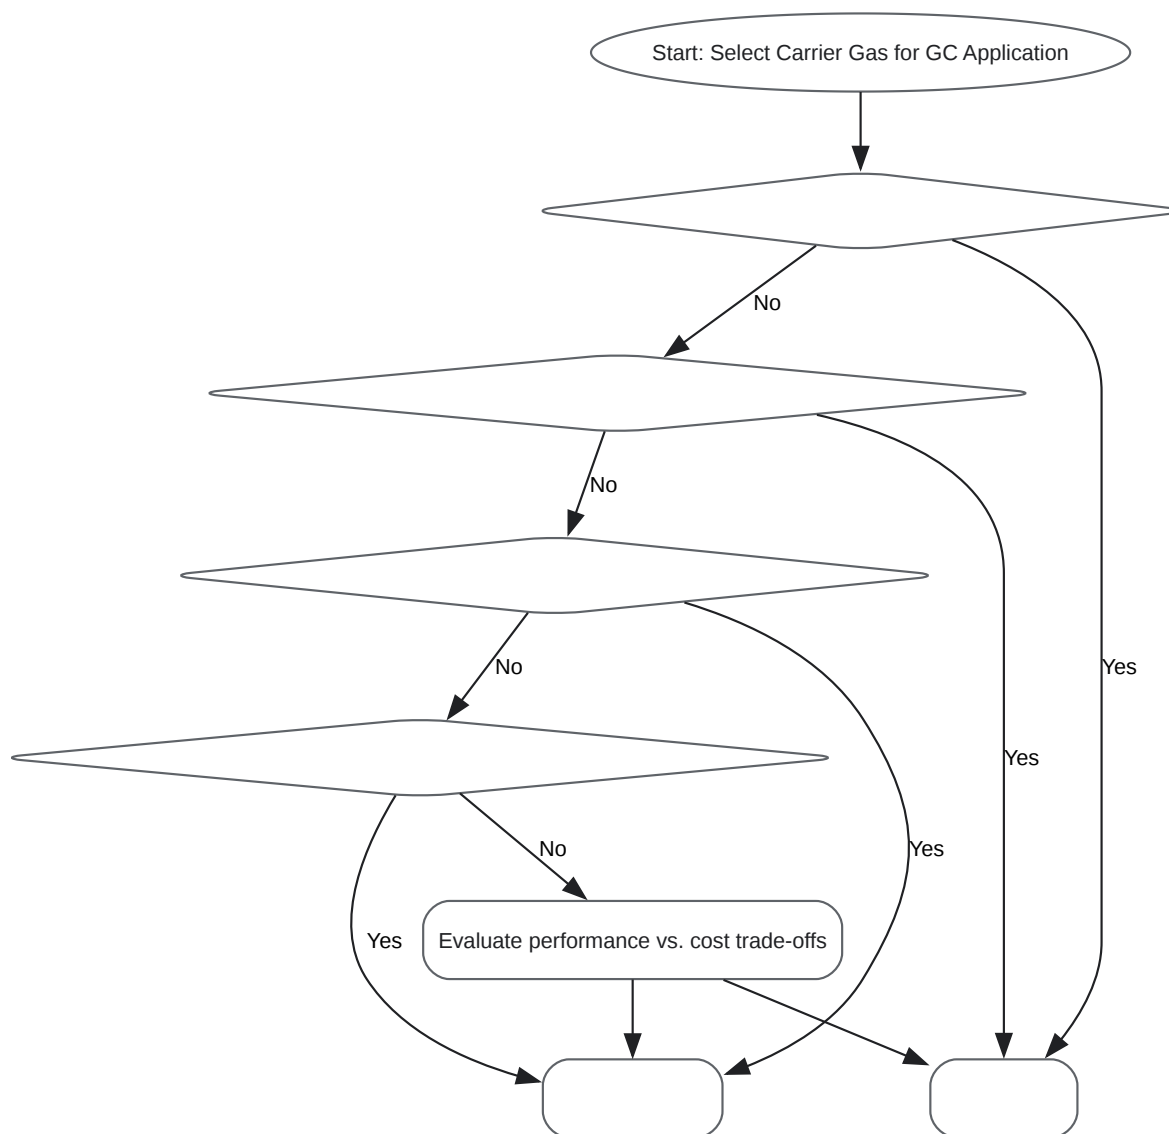 Start: Select Carrier Gas for GC Application
No
No
No
Yes
Yes
No
Yes
Yes
Evaluate performance vs. cost trade-offs